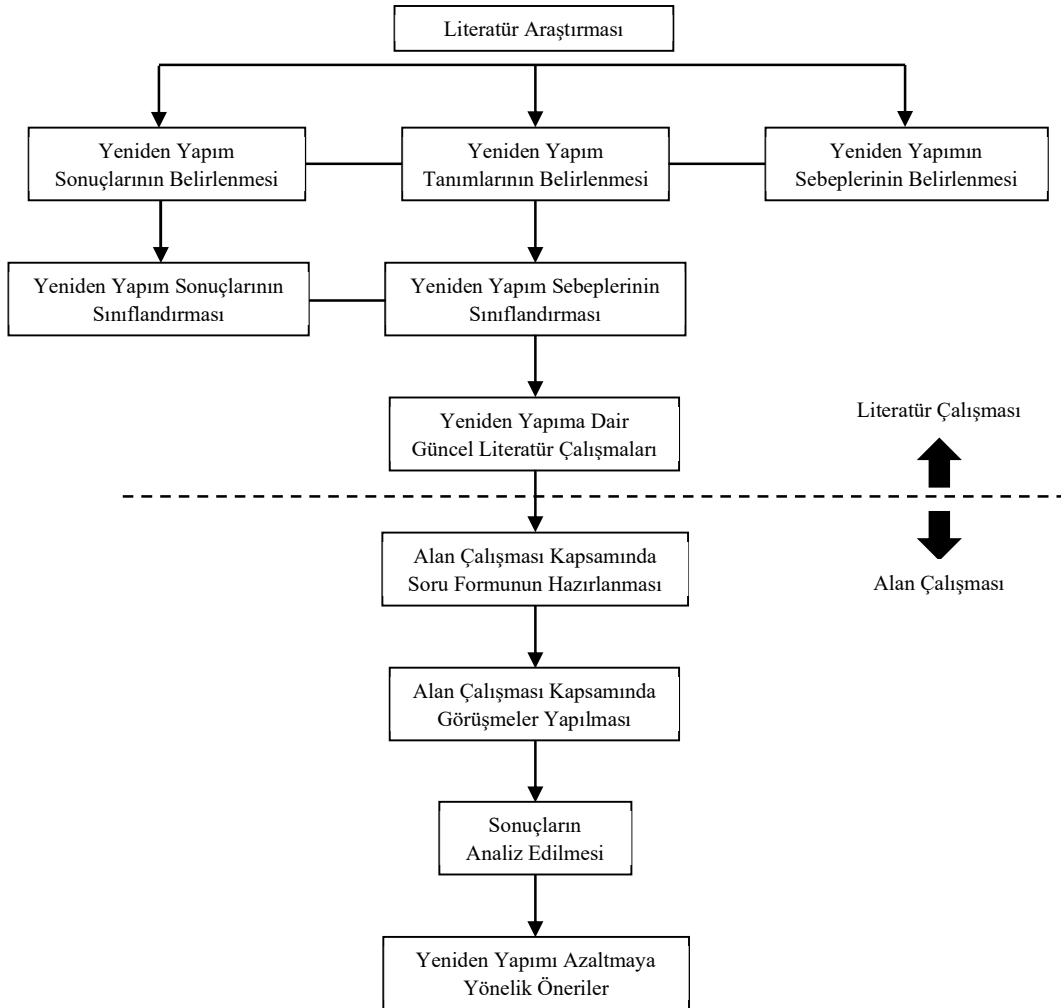 Literatür Araştırması
Yeniden Yapım
Sonuçlarının Belirlenmesi
Yeniden Yapım
Tanımlarının Belirlenmesi
Yeniden Yapımın
Sebeplerinin Belirlenmesi
Yeniden Yapım Sonuçlarının
Sınıflandırması
Yeniden Yapım Sebeplerinin
Sınıflandırması
Yeniden Yapıma Dair
Güncel Literatür Çalışmaları
Literatür Çalışması
Alan Çalışması Kapsamında
Soru Formunun Hazırlanması
Alan Çalışması
Alan Çalışması Kapsamında
Görüşmeler Yapılması
Sonuçların
Analiz Edilmesi
Yeniden Yapımı Azaltmaya
Yönelik Öneriler